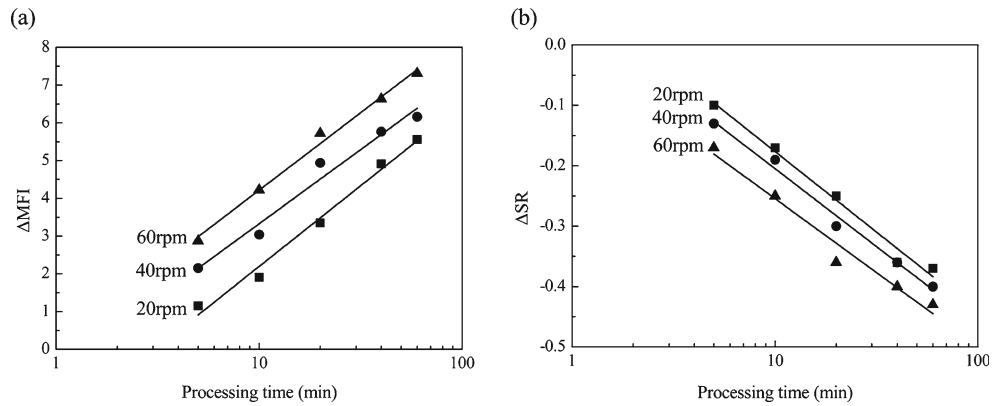 (a)
8
7
6
5
4
3
2
1
0
ΔMFI
60rpm
40rpm
20rpm
1
10
100
Processing time (min)
(b)
0.0
-0.1
-0.2
-0.3
-0.4
-0.5
ΔSR
20rpm
40rpm
60rpm
1
10
100
Processing time (min)